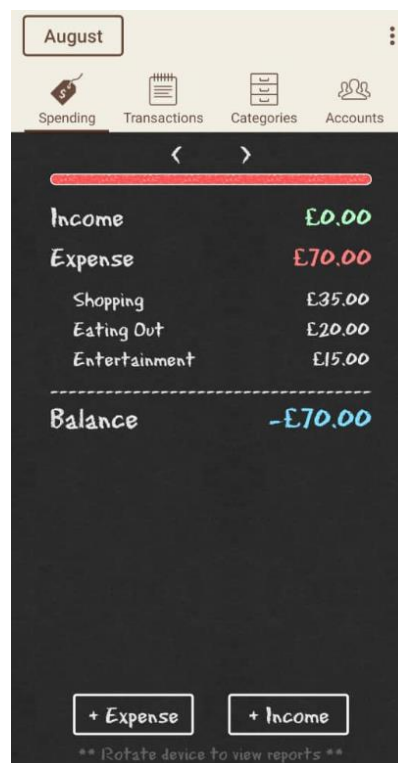 August
Spending Transactions Categories Accounts
Income £0.00
Expense £70.00
Shopping £35.00
Eating Out £20.00
Entertainment £15.00
Balance -£70.00
+ Expense + Income
** Rotate device to view reports **